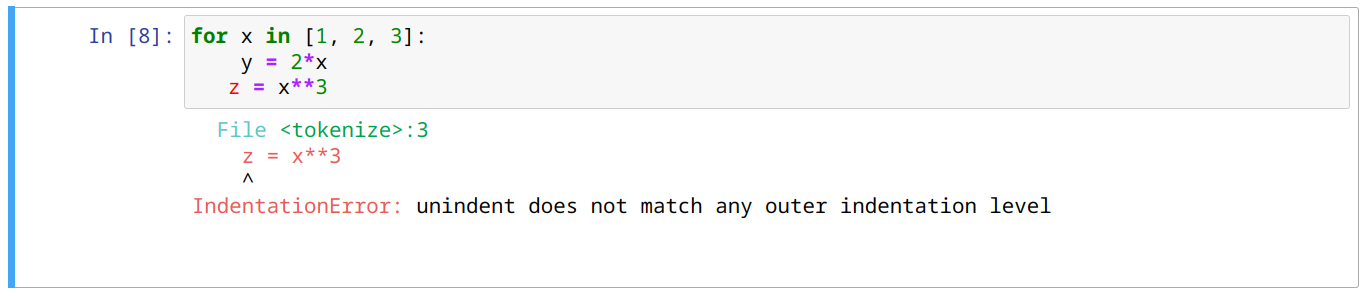 In [8]: for x in [1, 2, 3]:
    y = 2*x
   z = x**3
  File <tokenize>:3
    z = x**3
    ^
IndentationError: unindent does not match any outer indentation level